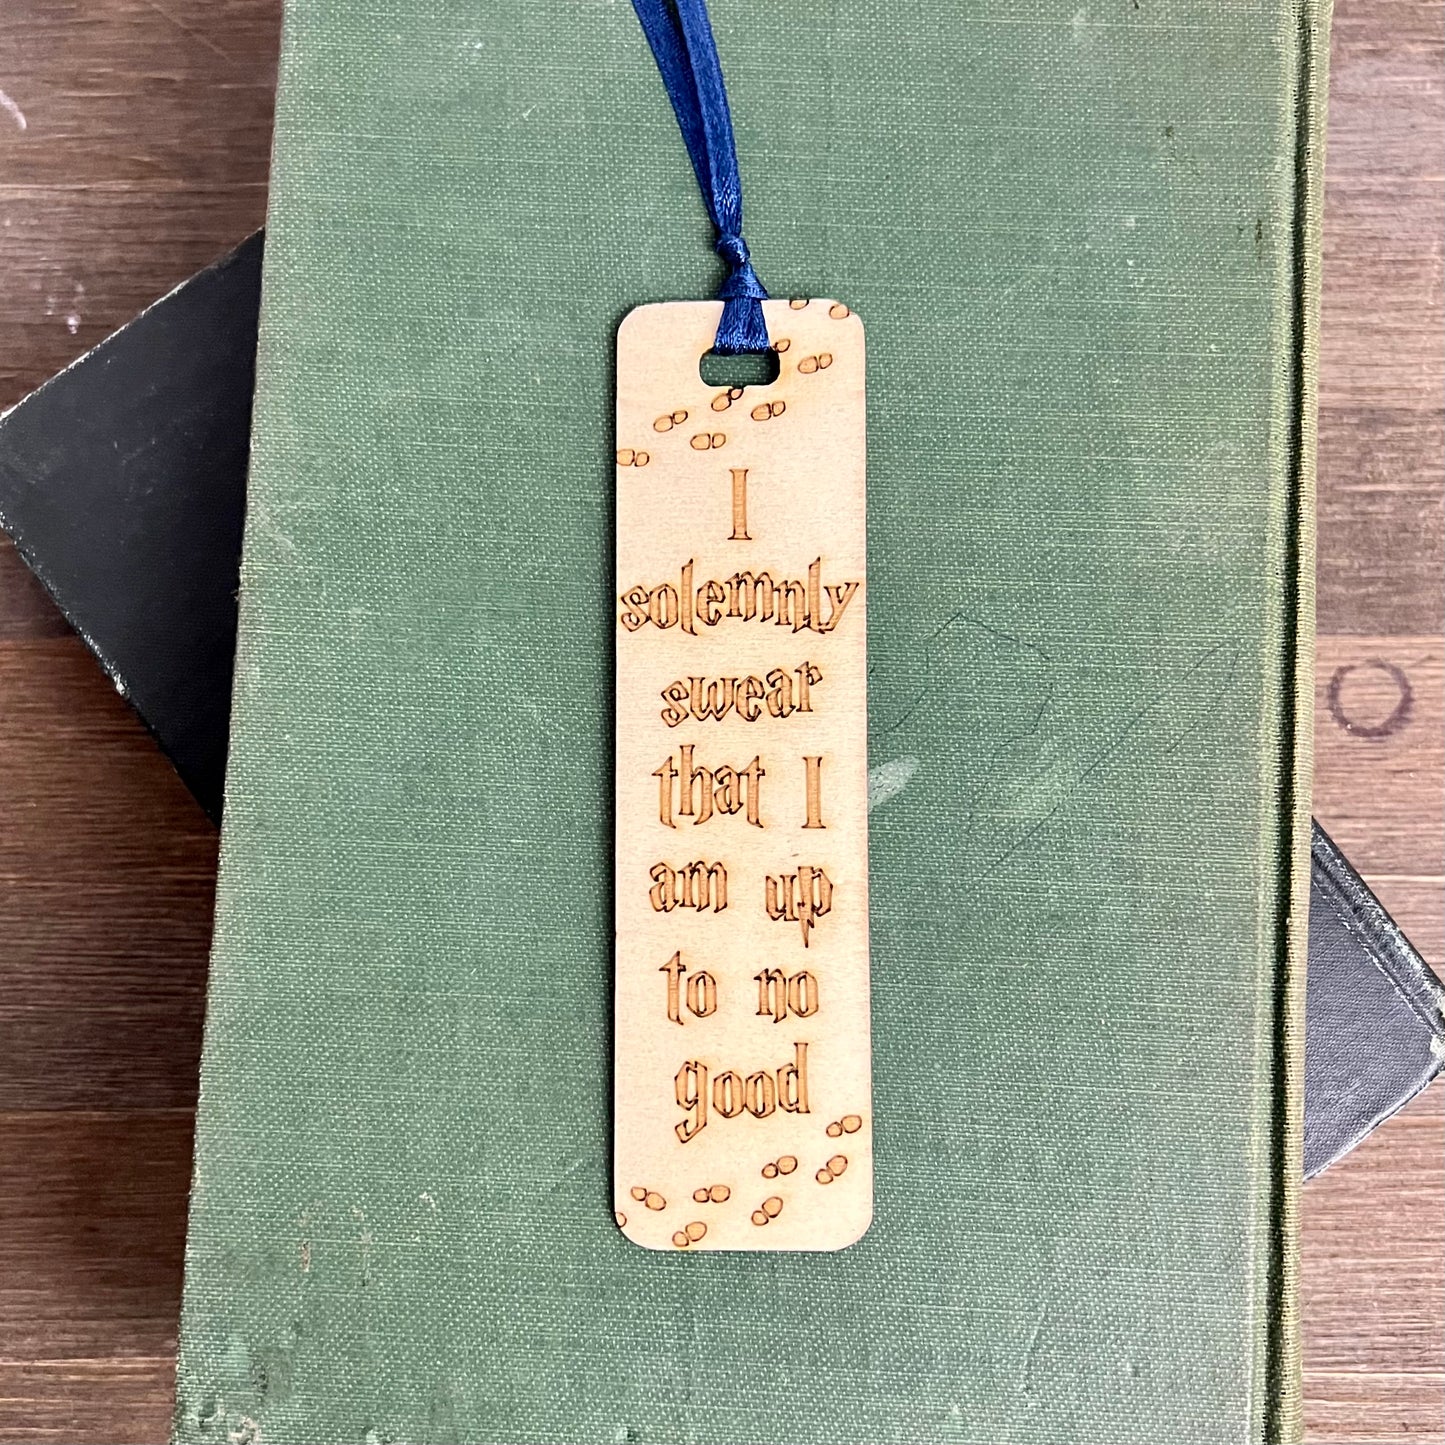 I
solemnly
swear
that I
am up
to no
good